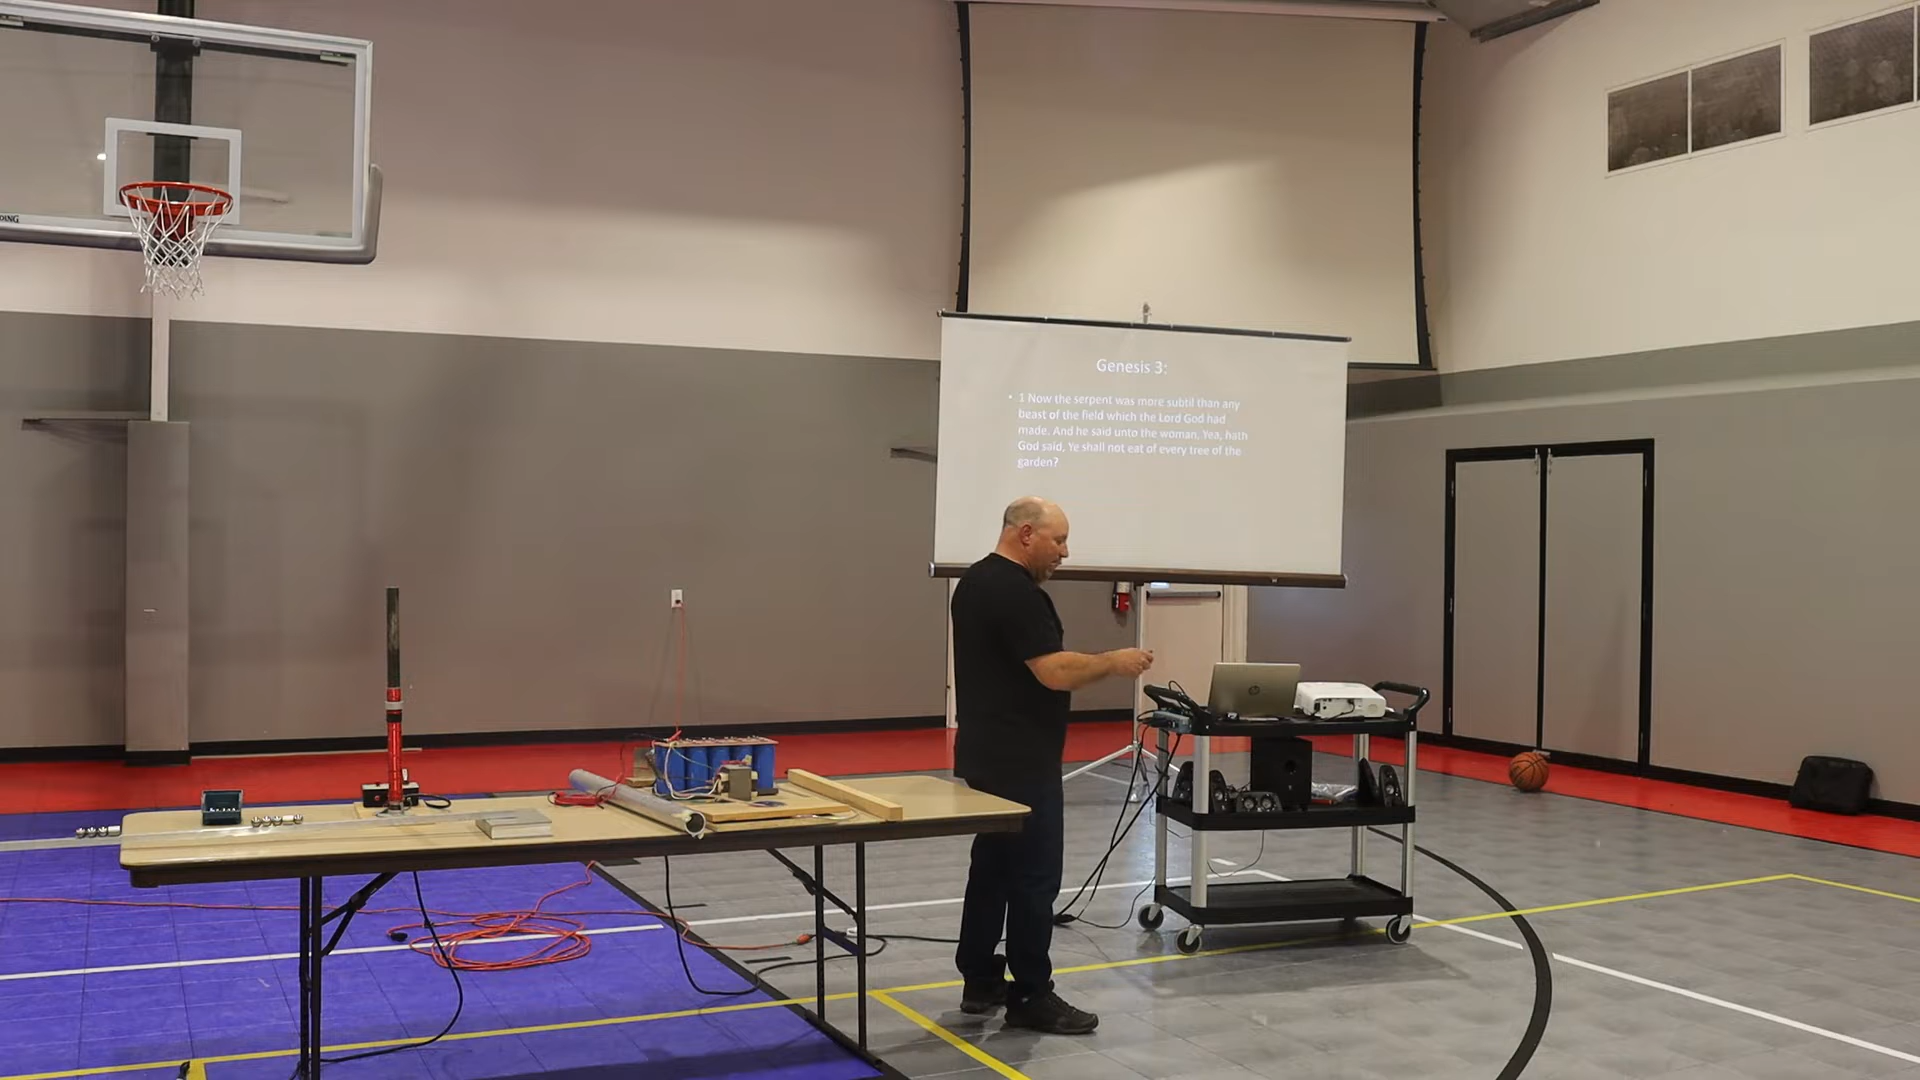 DING
Genesis 3:
• 1 Now the serpent was more subtil than any
beast of the field which the Lord God had
made. And he said unto the woman, Yea, hath
God said, Ye shall not eat of every tree of the
garden?
hp